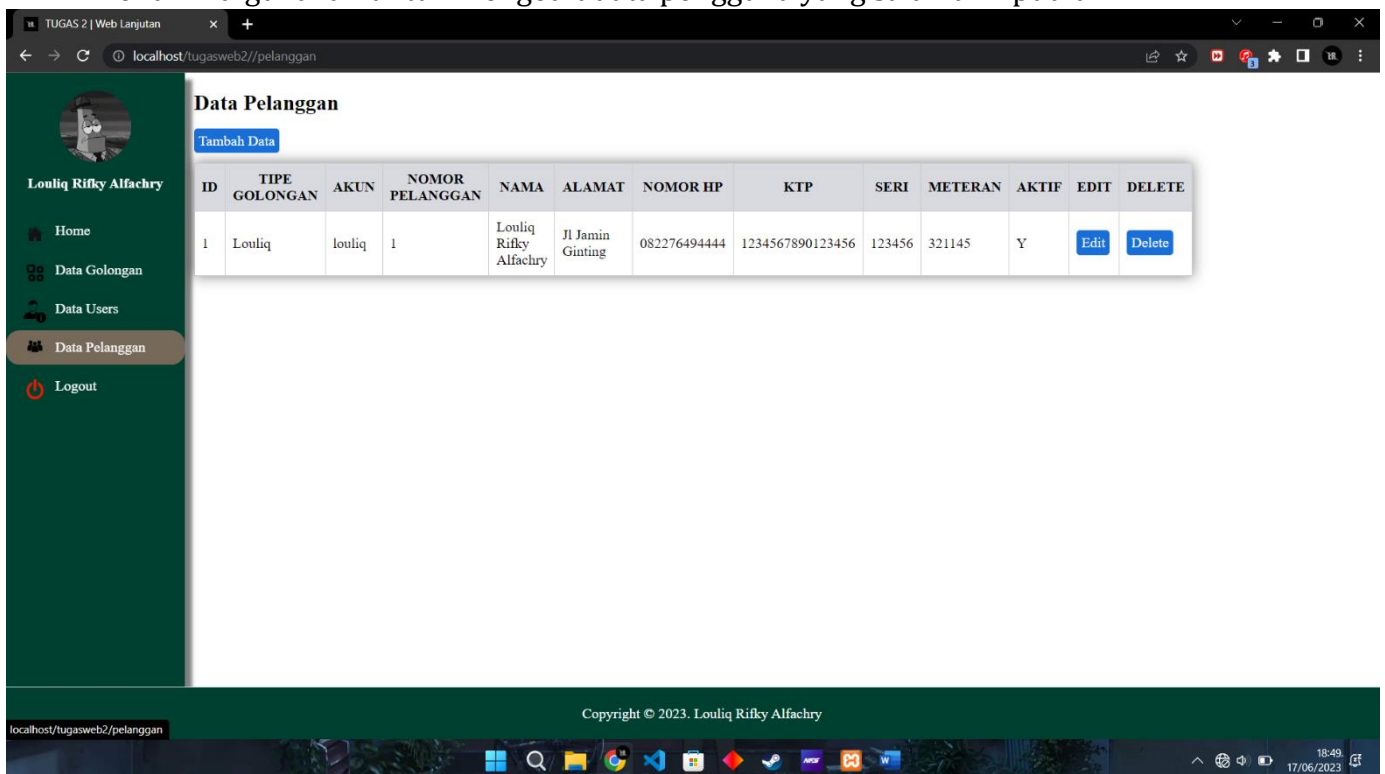 TUGAS 2 | Web Lanjutan
localhost/tugasweb2//pelanggan
3
Louliq Rifky Alfachry
Home
Data Golongan
Data Users
Data Pelanggan
Logout
Data Pelanggan
Tambah Data
ID TIPE GOLONGAN AKUN NOMOR PELANGGAN NAMA ALAMAT NOMOR HP KTP SERI METERAN AKTIF EDIT DELETE
1 Louliq louliq 1 Louliq Rifky Alfachry Jl Jamin Ginting 082276494444 1234567890123456 123456 321145 Y Edit Delete
Copyright © 2023. Louliq Rifky Alfachry
localhost/tugasweb2/pelanggan
18:49
17/06/2023